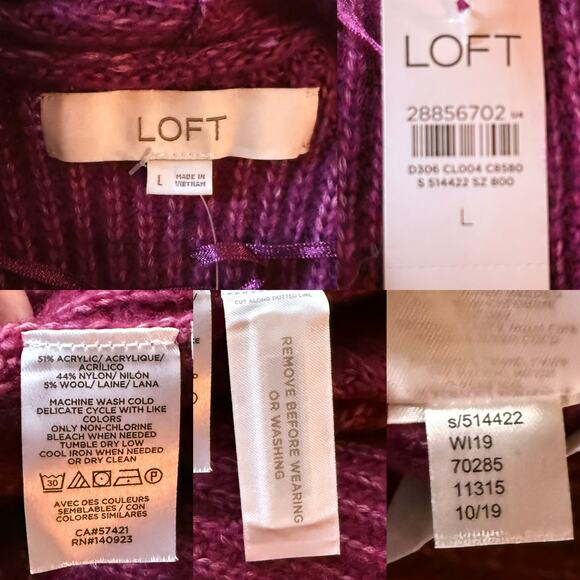 LOFT
L
MADE IN
VIETNAM
LOFT
28856702
D306 CL004 C8580
S 514422 SZ 800
L
51% ACRYLIC/ ACRYLIQUE/
ACRÍLICO
44% NYLON/ NILÓN
5% WOOL/ LAINE/ LANA
MACHINE WASH COLD
DELICATE CYCLE WITH LIKE
COLORS
ONLY NON-CHLORINE
BLEACH WHEN NEEDED
TUMBLE DRY LOW
COOL IRON WHEN NEEDED
OR DRY CLEAN
30
P
AVEC DES COULEURS
SEMBLABLES / CON
COLORES SIMILARES
CA#57421
RN#140923
CUT ALONG DOTTED LINE
REMOVE BEFORE WEARING
OR WASHING
s/514422
WI19
70285
11315
10/19